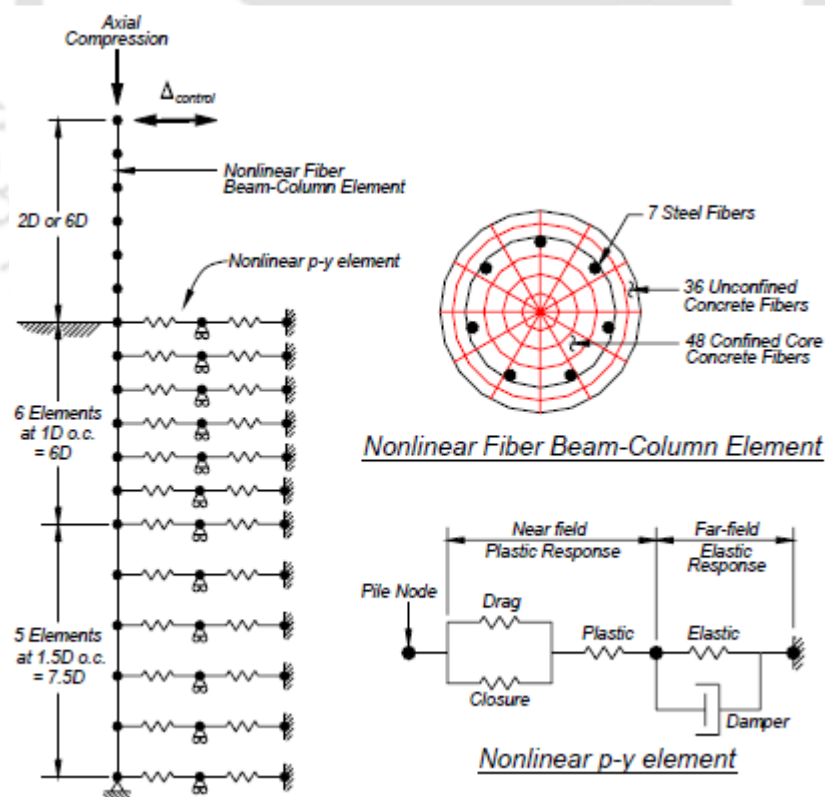 Axial
Compression
Δcontrol
Nonlinear Fiber
Beam-Column Element
2D or 6D
Nonlinear p-y element
6 Elements
at 1D o.c.
= 6D
5 Elements
at 1.5D o.c.
= 7.5D
7 Steel Fibers
36 Unconfined
Concrete Fibers
48 Confined Core
Concrete Fibers
Nonlinear Fiber Beam-Column Element
Near field
Plastic Response
Far-field
Elastic
Response
Pile Node
Drag
Plastic
Elastic
Closure
Damper
Nonlinear p-y element